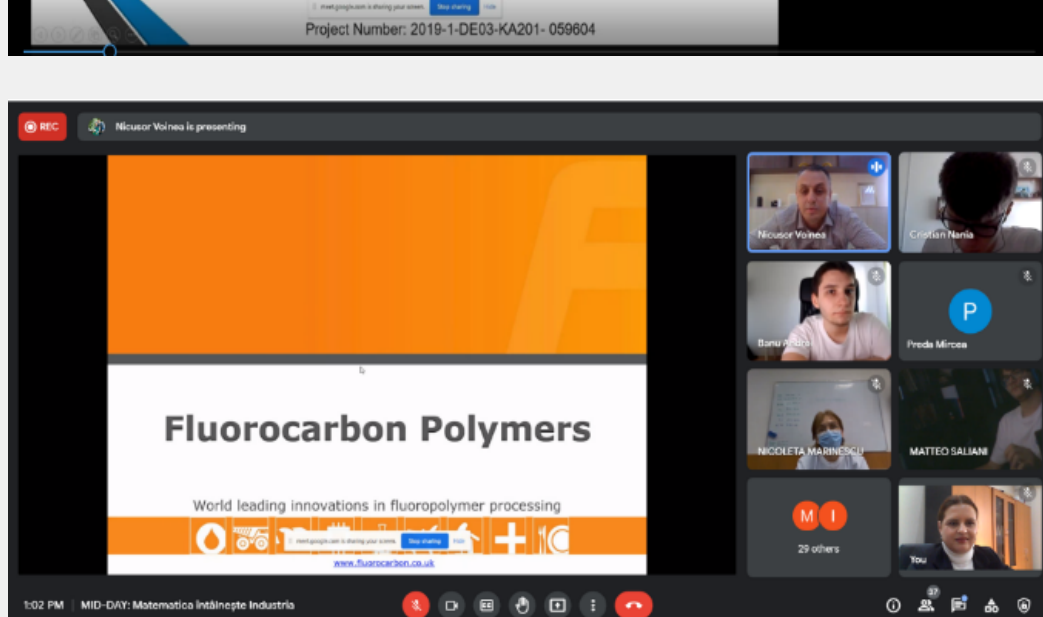 meet.google.com is sharing your screen. Stop sharing Hide
Project Number: 2019-1-DE03-KA201- 059604
REC
Nicusor Voinea is presenting
Nicusor Voinea
Cristian Nania
Banu
P
Preda Mircea
Fluorocarbon Polymers
NICOLETA MARINESCU
MATTEO SALIANI
World leading innovations in fluoropolymer processing
M I
29 others
You
meet.google.com is sharing your screen. Stop sharing Hide
www.fluorocarbon.co.uk
1:02 PM | MID-DAY: Matematica întâlnește Industria
37